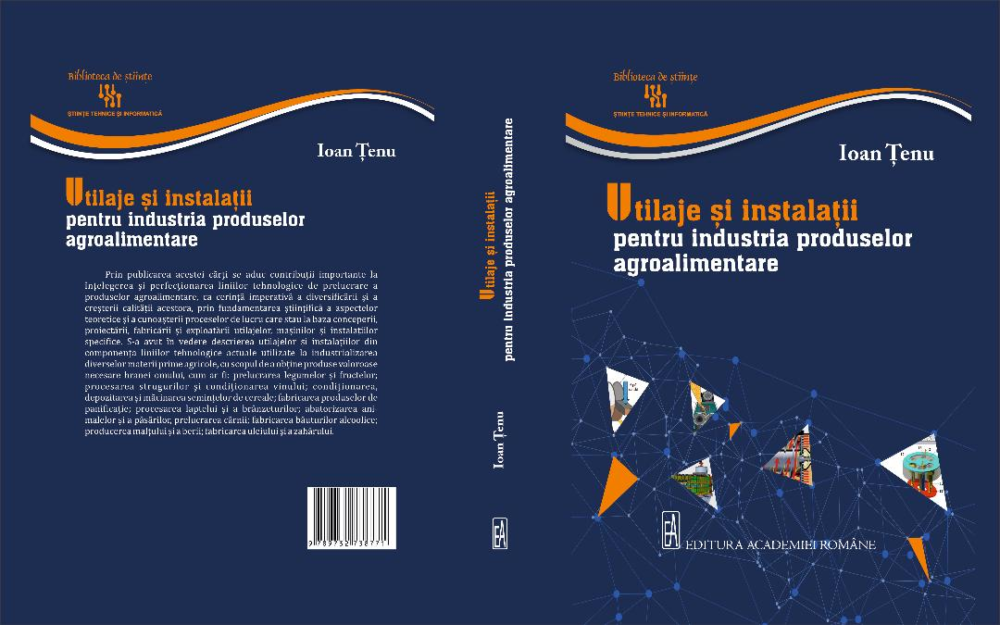 Biblioteca de științe
ȘTIINȚE TEHNICE ȘI INFORMATICĂ
Ioan Țenu
Utilaje și instalații
pentru industria produselor
agroalimentare
Prin publicarea acestei cărți se aduc contribuții importante la
înțelegerea și perfecționarea liniilor tehnologice de prelucrare a
produselor agroalimentare, ca cerință imperativă a diversificării și a
creșterii calității acestora, prin fundamentarea științifică a aspectelor
teoretice și a cunoașterii proceselor de lucru care stau la baza conceperii,
proiectării, fabricării și exploatării utilajelor, mașinilor și instalațiilor
specifice. S-a avut în vedere descrierea utilajelor si instalațiilor din
componența liniilor tehnologice actuale utilizate la industrializarea
diverselor materii prime agricole, cu scopul de a obține produse valoroase
necesare hranei omului, cum ar fi: prelucrarea legumelor și fructelor;
procesarea strugurilor și condiționarea vinului; condiționarea,
depozitarea și măcinarea semințelor de cereale; fabricarea produselor de
panificație; procesarea laptelui și a brânzeturilor; abatorizarea ani-
malelor și a păsărilor, prelucrarea cărnii; fabricarea băuturilor alcoolice;
producerea malțului și a berii; fabricarea uleiului și a zahărului.
9 789732 738771
Utilaje și instalații
pentru industria produselor agroalimentare
Ioan Țenu
EA
Biblioteca de științe
ȘTIINȚE TEHNICE ȘI INFORMATICĂ
Ioan Țenu
Utilaje și instalații
pentru industria produselor
agroalimentare
EA EDITURA ACADEMIEI ROMÂNE